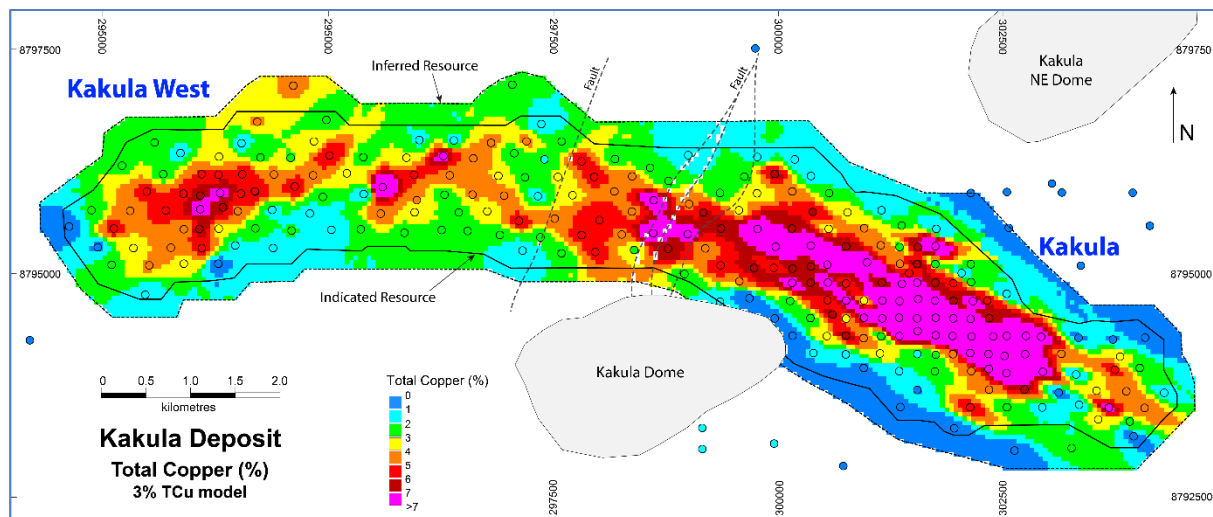 295000
295000
297500
300000
302500
8797500
8797500
Kakula West
Inferred Resource
Fault
Fault
Kakula
NE Dome
N
Kakula
8795000
8795000
Indicated Resource
Kakula Dome
0 0.5 1.0 1.5 2.0
kilometres
Kakula Deposit
Total Copper (%)
3% TCu model
Total Copper (%)
0
1
2
3
4
5
6
7
>7
297500
300000
302500
8792500